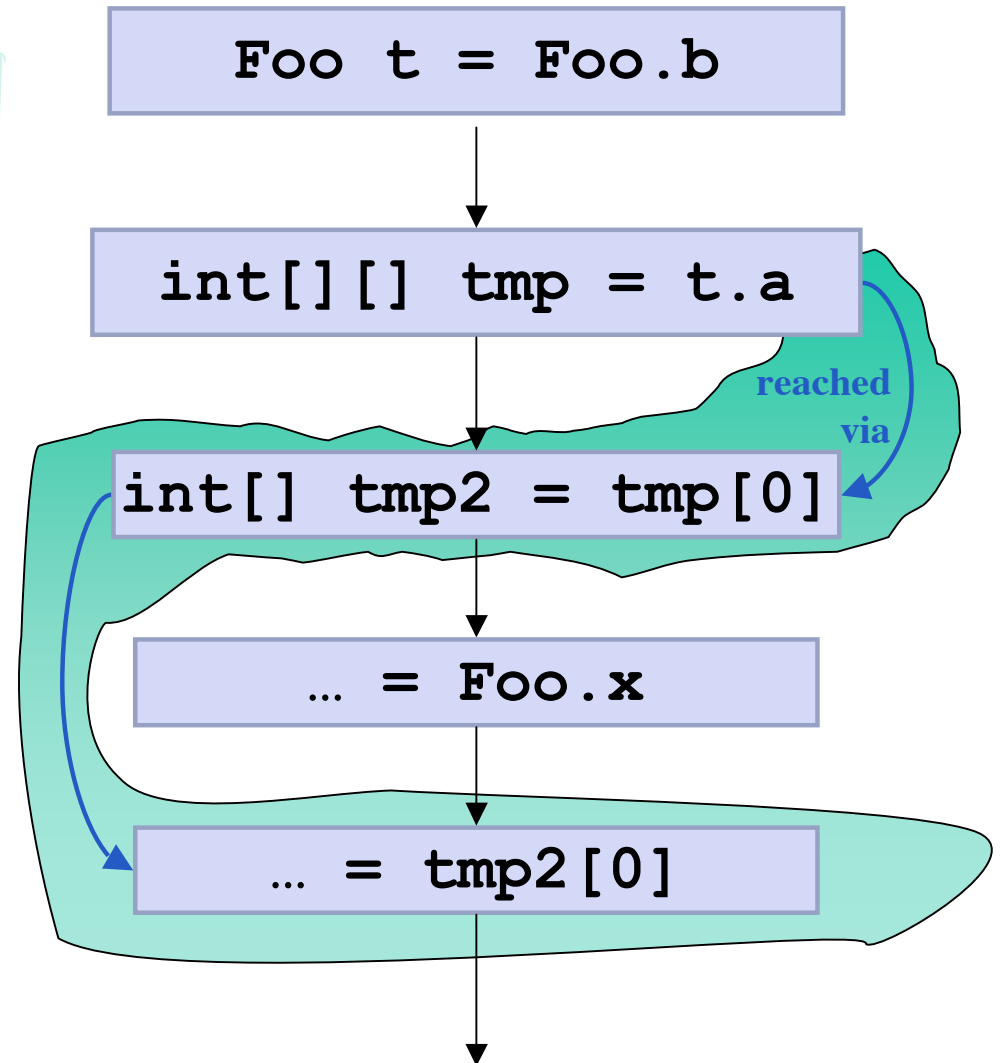 Foo t = Foo.b
int[][] tmp = t.a
reached
via
int[] tmp2 = tmp[0]
… = Foo.x
… = tmp2[0]